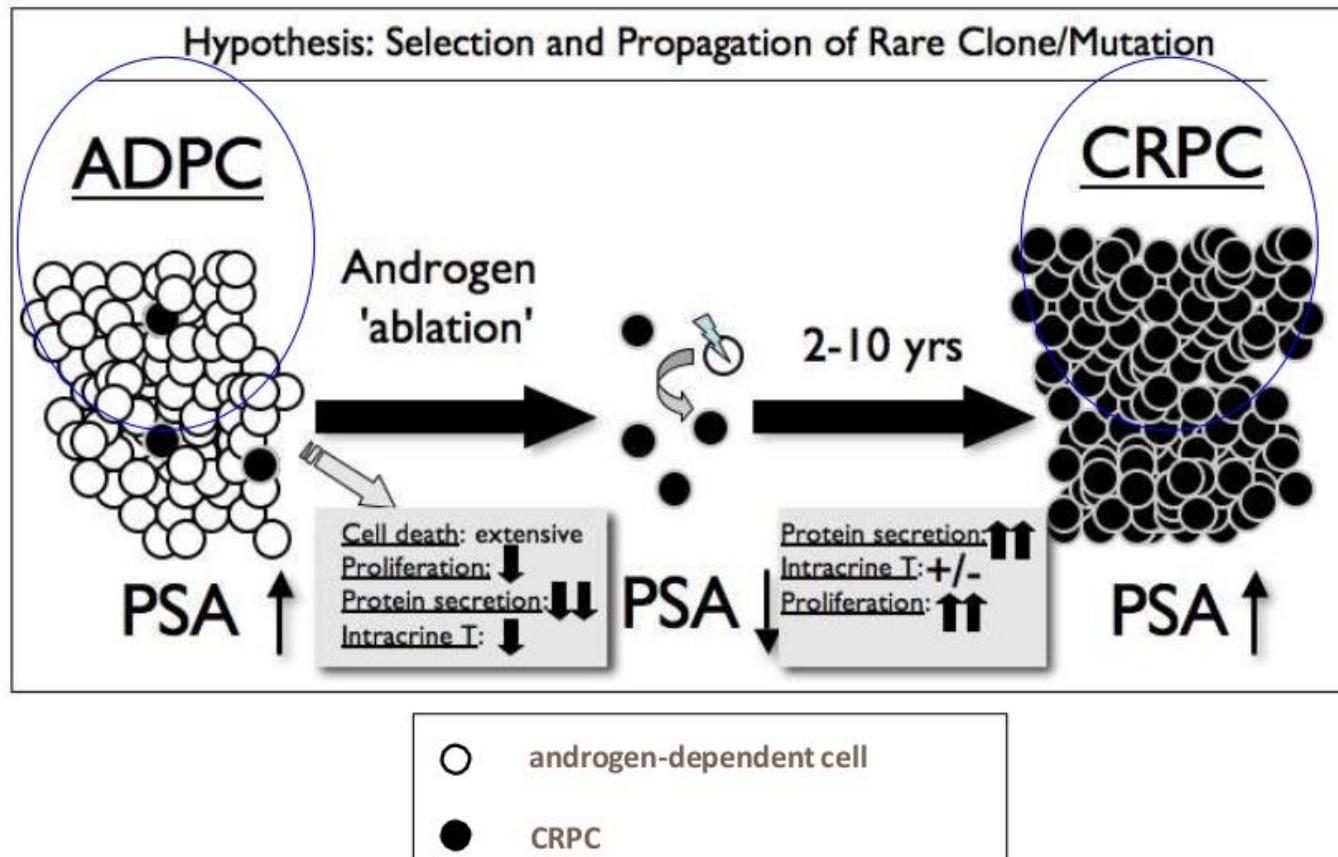 Hypothesis: Selection and Propagation of Rare Clone/Mutation
ADPC
CRPC
Androgen
'ablation'
2-10 yrs
Cell death: extensive
Proliferation:
Protein secretion:
Intracrine T:
Protein secretion:
Intracrine T:+/-
Proliferation:
PSA
PSA
PSA
androgen-dependent cell
CRPC